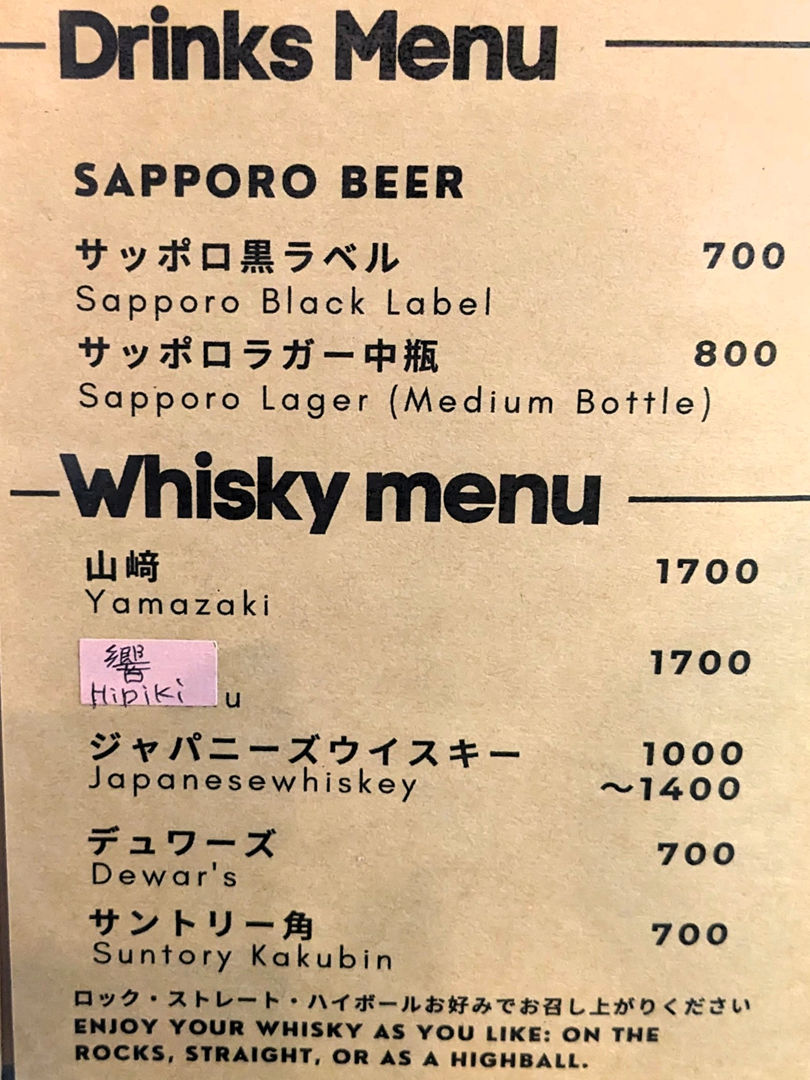 Drinks Menu
SAPPORO BEER
サッポロ黒ラベル 700
Sapporo Black Label
サッポロラガー中瓶 800
Sapporo Lager (Medium Bottle)
Whisky menu
山﨑 1700
Yamazaki
響 1700
Hibiki u
ジャパニーズウイスキー 1000
Japanesewhiskey ～1400
デュワーズ 700
Dewar's
サントリー角 700
Suntory Kakubin
ロック・ストレート・ハイボールお好みでお召し上がりください
ENJOY YOUR WHISKY AS YOU LIKE: ON THE
ROCKS, STRAIGHT, OR AS A HIGHBALL.